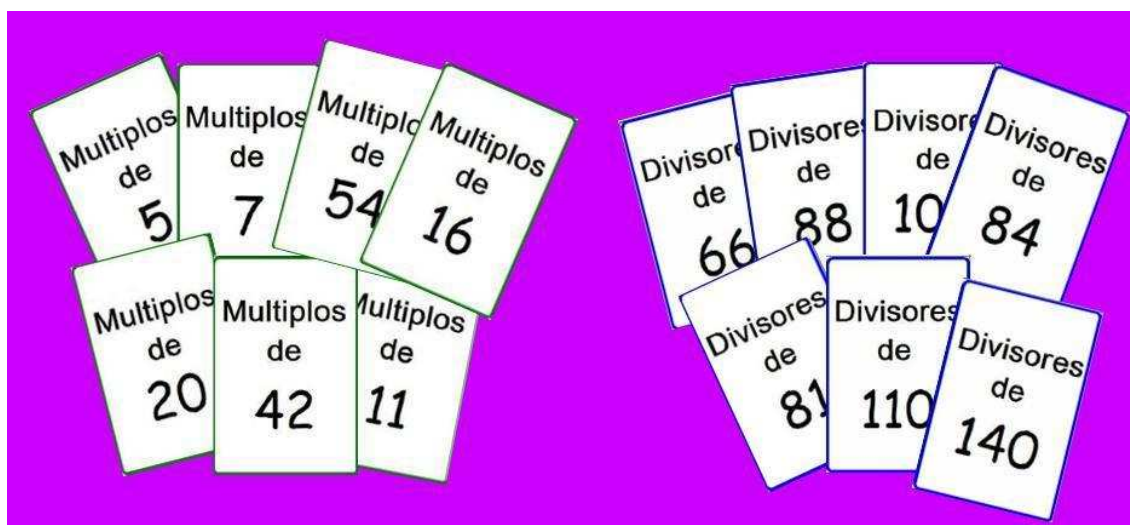 Multiplos
de
5
Multiplos
de
7
Multiplo
de
54
Multiplos
de
16
Multiplos
de
20
Multiplos
de
42
Multiplos
de
11
Divisore
de
66
Divisores
de
88
Divisore
de
10
Divisores
de
84
Divisores
de
81
Divisores
de
110
Divisores
de
140